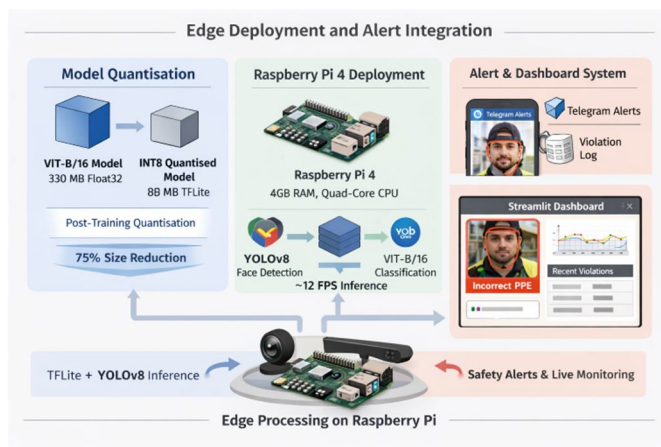 Edge Deployment and Alert Integration
Model Quantisation
VIT-B/16 Model
330 MB Float32
INT8 Quantised
Model
8B MB TFLite
Post-Training Quantisation
75% Size Reduction
Raspberry Pi 4 Deployment
Raspberry Pi 4
4GB RAM, Quad-Core CPU
YOLOv8
Face Detection
VIT-B/16
Classification
~12 FPS Inference
Alert & Dashboard System
Telegram Alerts
Telegram Alerts
Violation
Log
Streamlit Dashboard
Incorrect PPE
Recent Violations
TFLite + YOLOv8 Inference
Safety Alerts & Live Monitoring
Edge Processing on Raspberry Pi